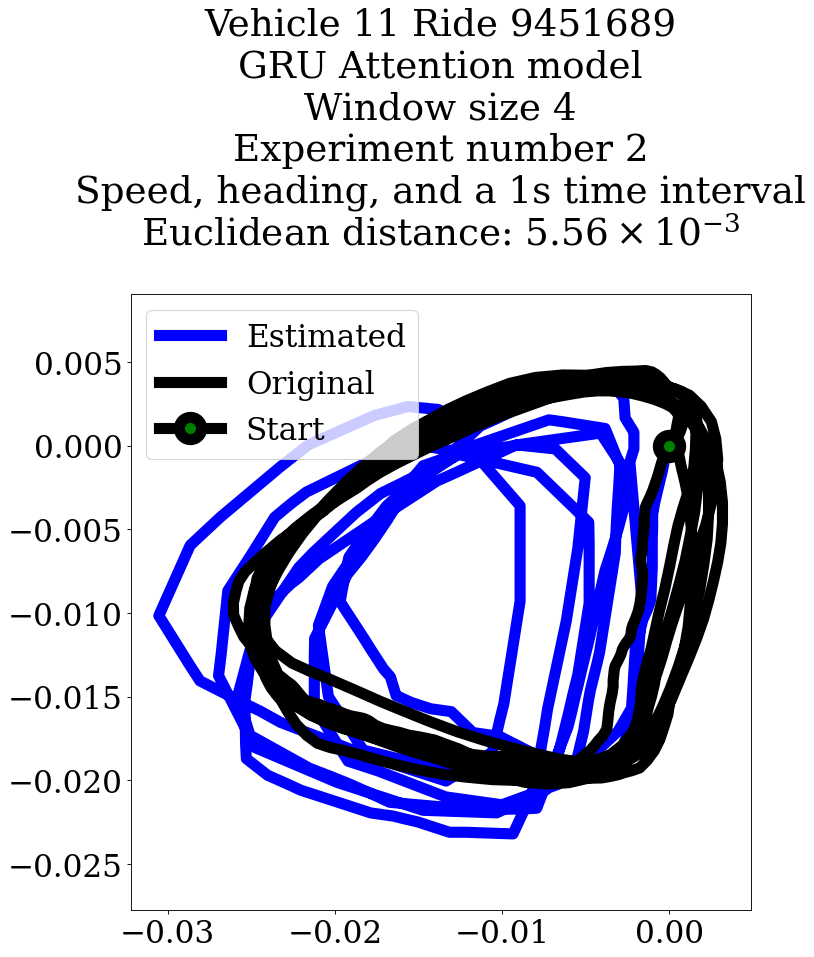 Vehicle 11 Ride 9451689
GRU Attention model
Window size 4
Experiment number 2
Speed, heading, and a 1s time interval
Euclidean distance: 5.56 × 10⁻³
Estimated
Original
Start
0.005
0.000
−0.005
−0.010
−0.015
−0.020
−0.025
−0.03
−0.02
−0.01
0.00